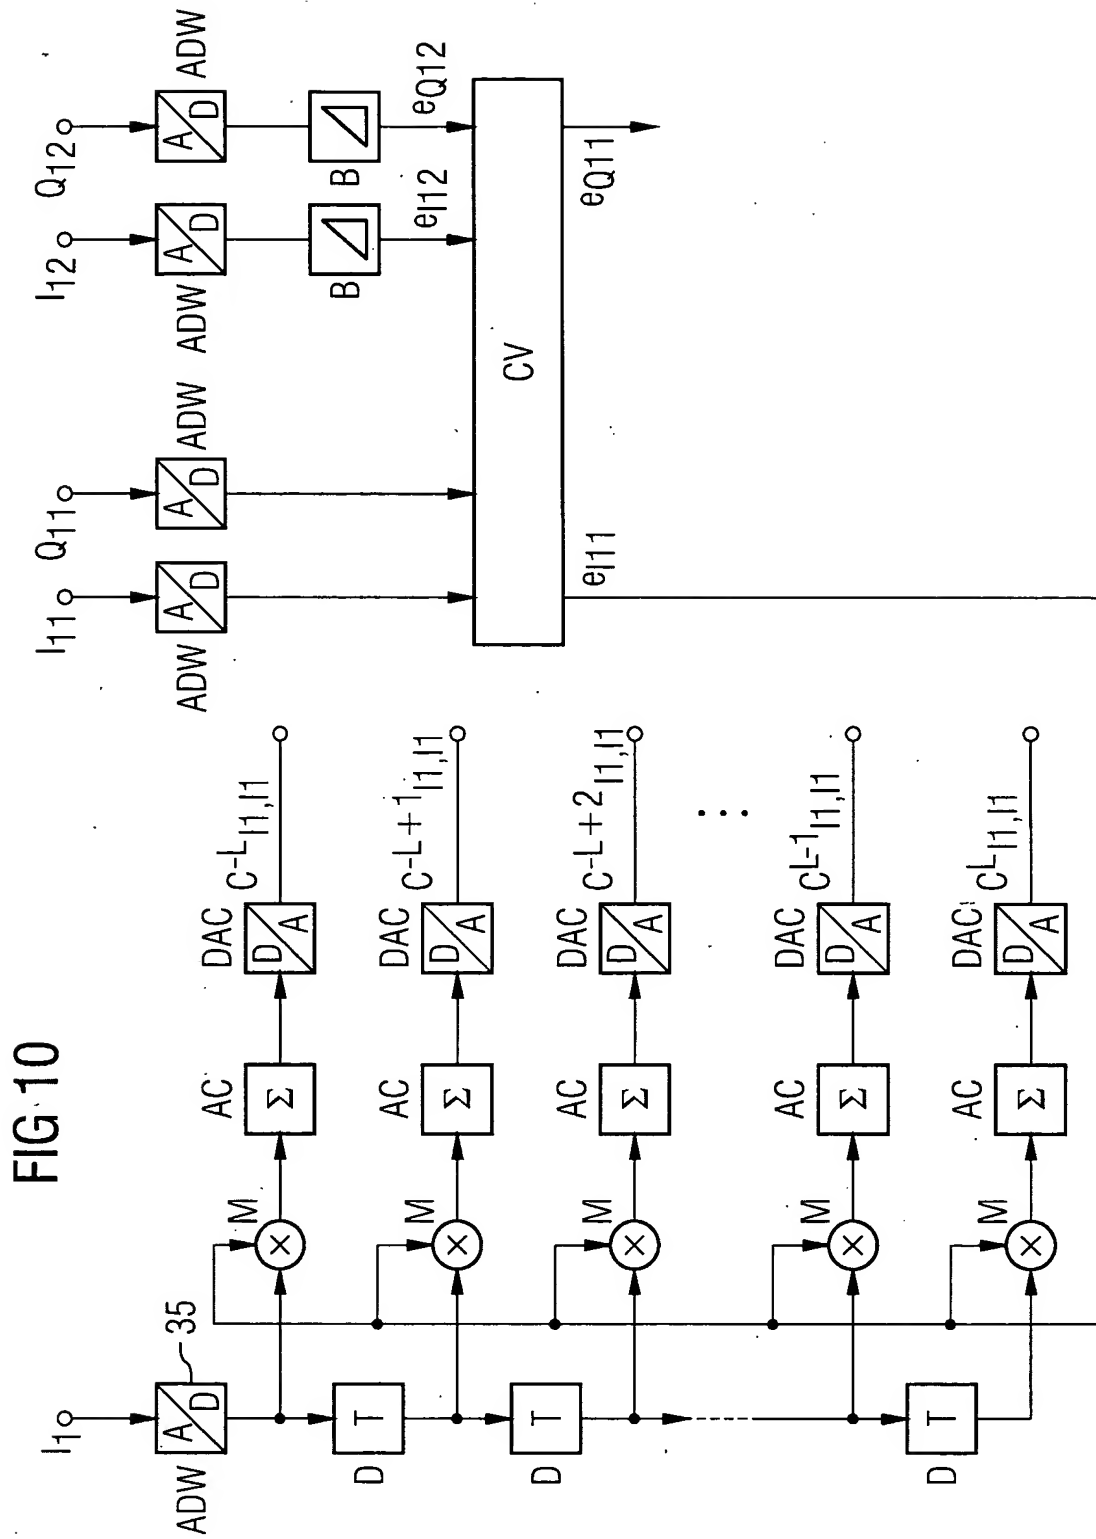 FIG 10
I1
ADW
A
D
35
D
T
D
T
D
T
M
×
AC
Σ
DAC
D
A
C-L I1,I1
M
×
AC
Σ
DAC
D
A
C-L+1 I1,I1
M
×
AC
Σ
DAC
D
A
C-L+2 I1,I1
...
M
×
AC
Σ
DAC
D
A
CL-1 I1,I1
M
×
AC
Σ
DAC
D
A
CL I1,I1
I11
ADW
A
D
Q11
ADW
A
D
I12
ADW
A
D
Q12
ADW
A
D
B
B
eI12
eQ12
CV
eI11
eQ11